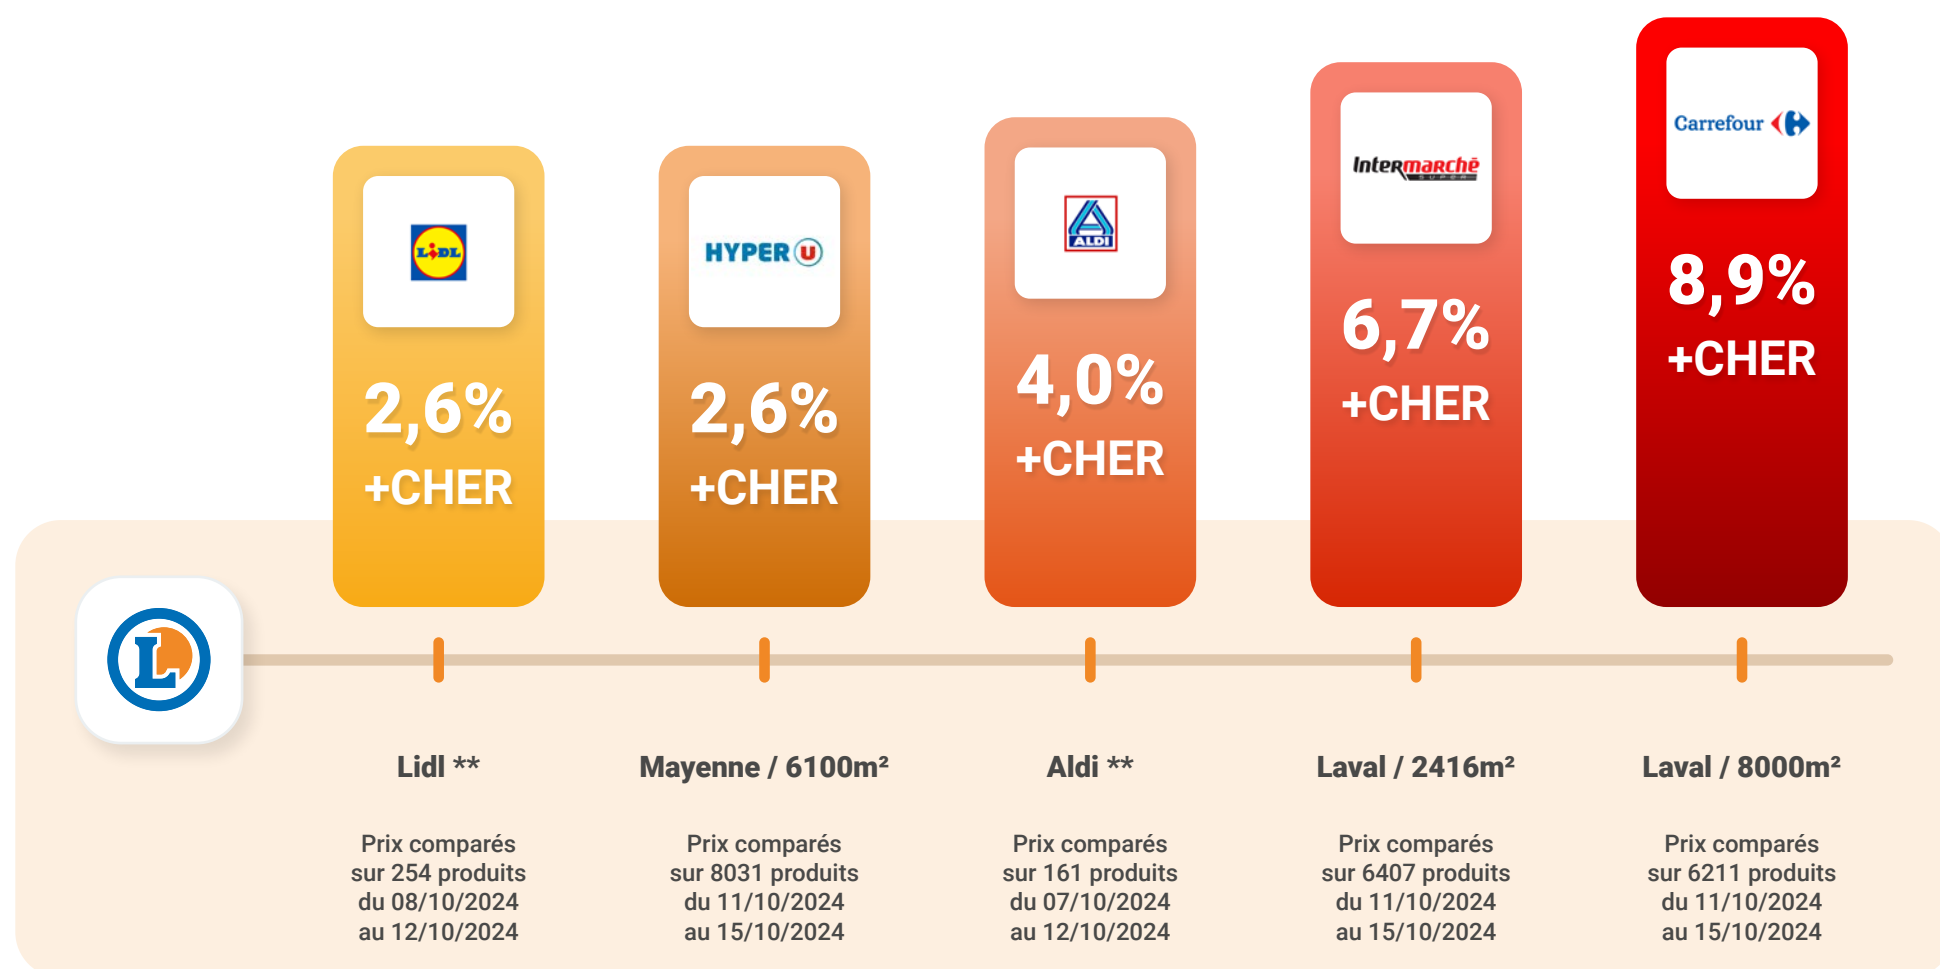 LIDL
2,6%
+CHER
HYPER U
2,6%
+CHER
ALDI
4,0%
+CHER
Intermarchē
SUPER
6,7%
+CHER
Carrefour
8,9%
+CHER
L
Lidl **
Prix comparés
sur 254 produits
du 08/10/2024
au 12/10/2024
Mayenne / 6100m²
Prix comparés
sur 8031 produits
du 11/10/2024
au 15/10/2024
Aldi **
Prix comparés
sur 161 produits
du 07/10/2024
au 12/10/2024
Laval / 2416m²
Prix comparés
sur 6407 produits
du 11/10/2024
au 15/10/2024
Laval / 8000m²
Prix comparés
sur 6211 produits
du 11/10/2024
au 15/10/2024